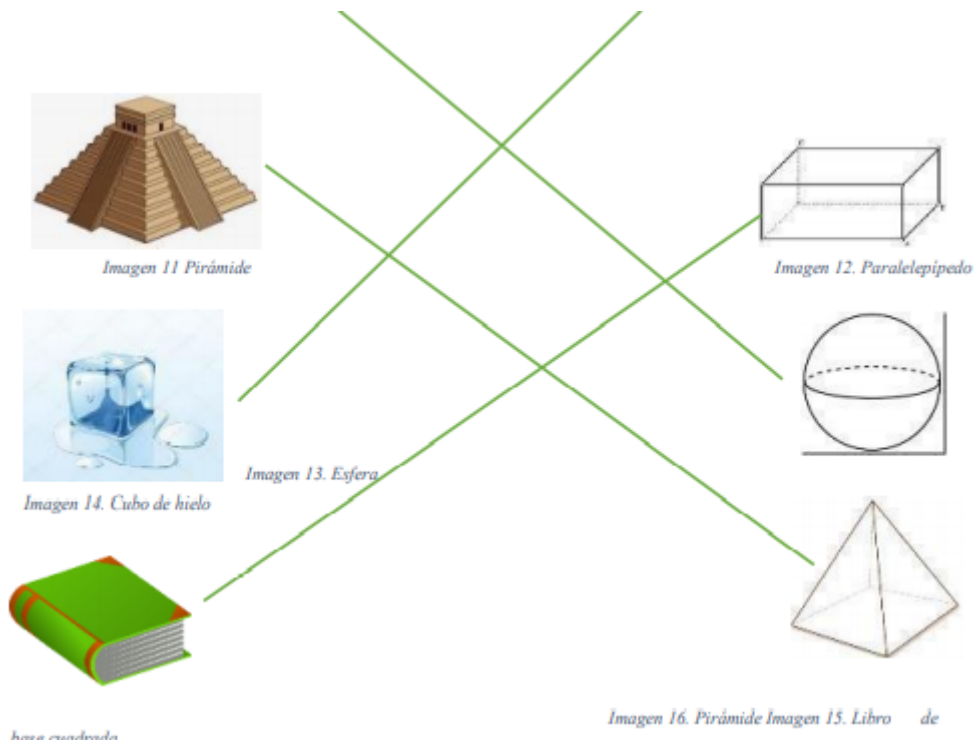 Imagen 11 Pirámide
Imagen 12. Paralelepípedo
Imagen 13. Esfera
Imagen 14. Cubo de hielo
Imagen 16. Pirámide Imagen 15. Libro de
base cuadrada